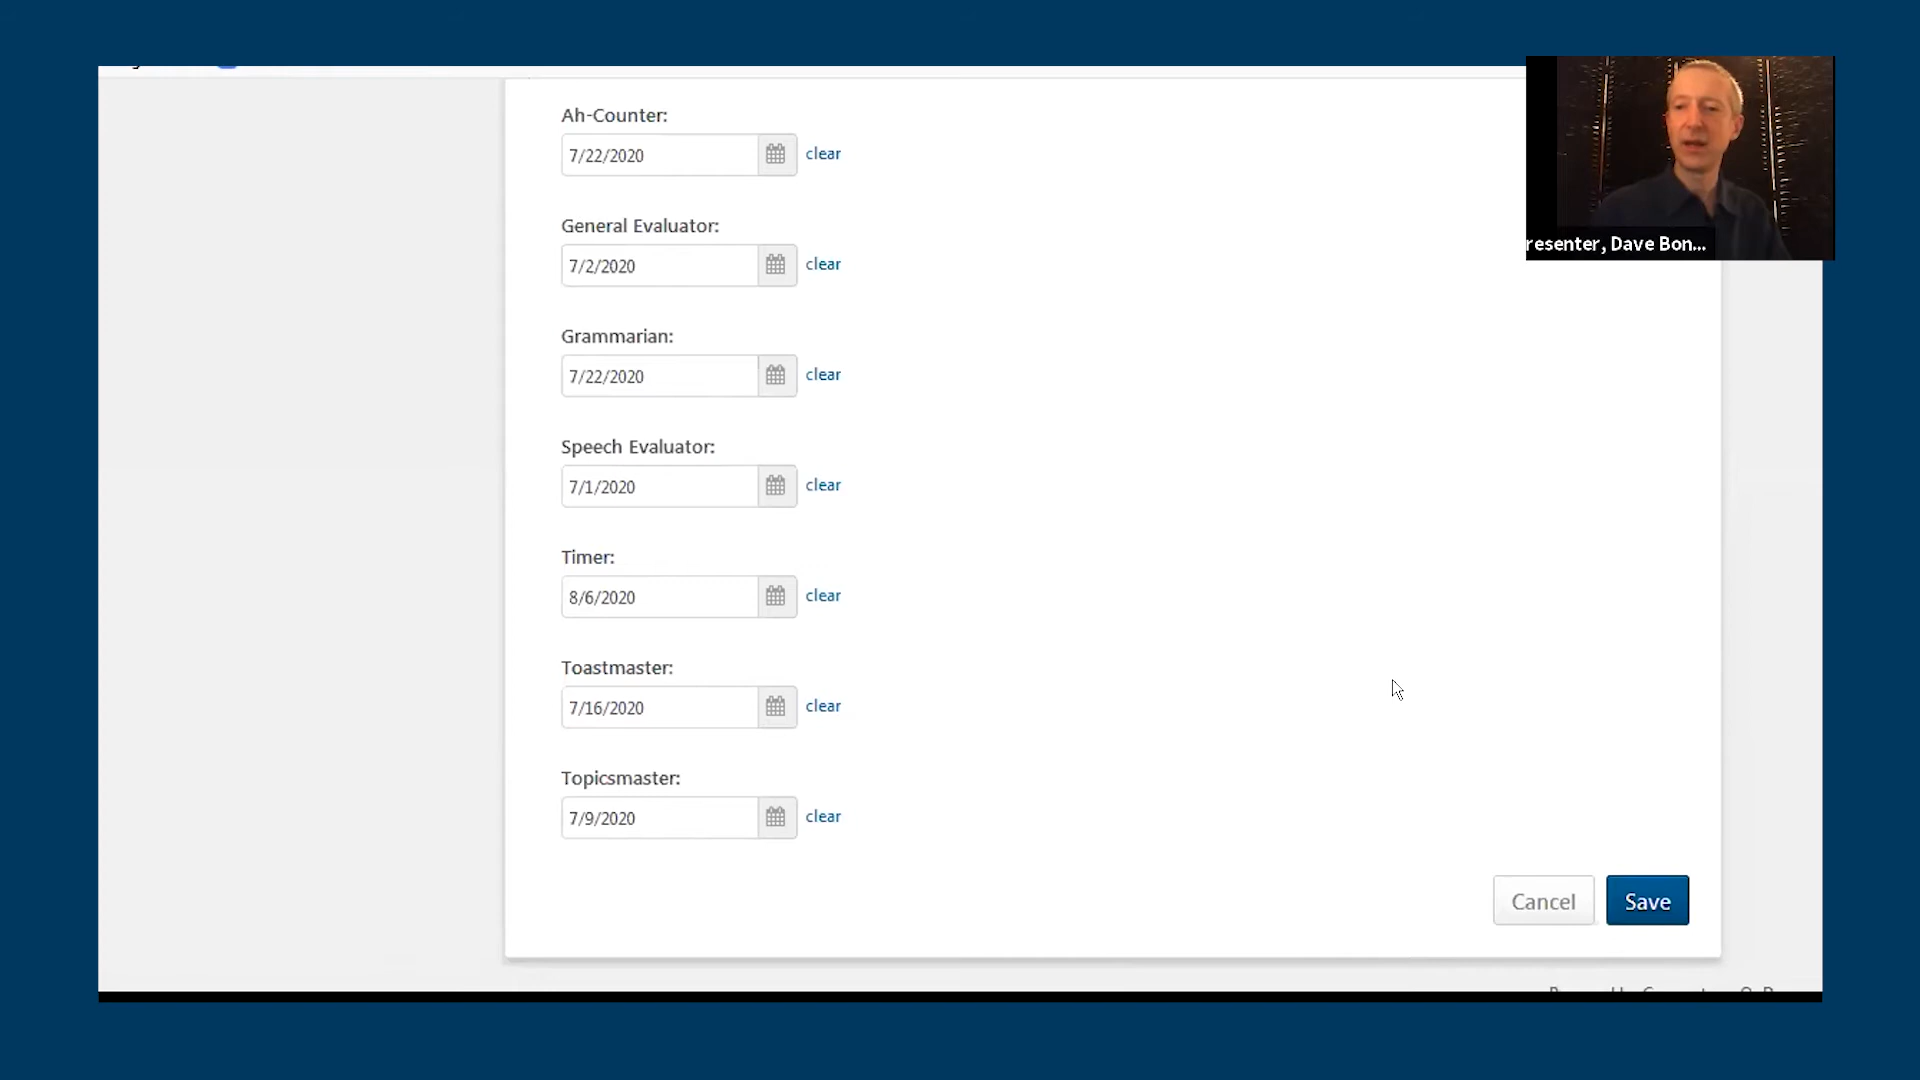 Ah-Counter:
7/22/2020 clear
General Evaluator:
7/2/2020 clear
resenter, Dave Bon...
Grammarian:
7/22/2020 clear
Speech Evaluator:
7/1/2020 clear
Timer:
8/6/2020 clear
Toastmaster:
7/16/2020 clear
Topicsmaster:
7/9/2020 clear
Cancel Save